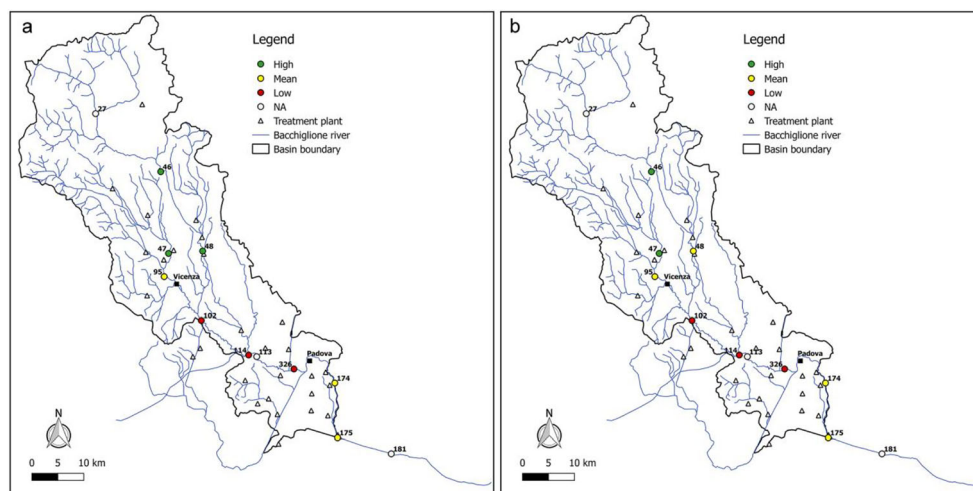 a
Legend
High
Mean
Low
NA
Treatment plant
Bacchiglione river
Basin boundary
27
46
47
48
95
Vicenza
102
114
113
Padova
326
174
175
181
N
0 5 10 km
b
Legend
High
Mean
Low
NA
Treatment plant
Bacchiglione river
Basin boundary
27
46
47
48
95
Vicenza
102
114
113
Padova
326
174
175
181
N
0 5 10 km